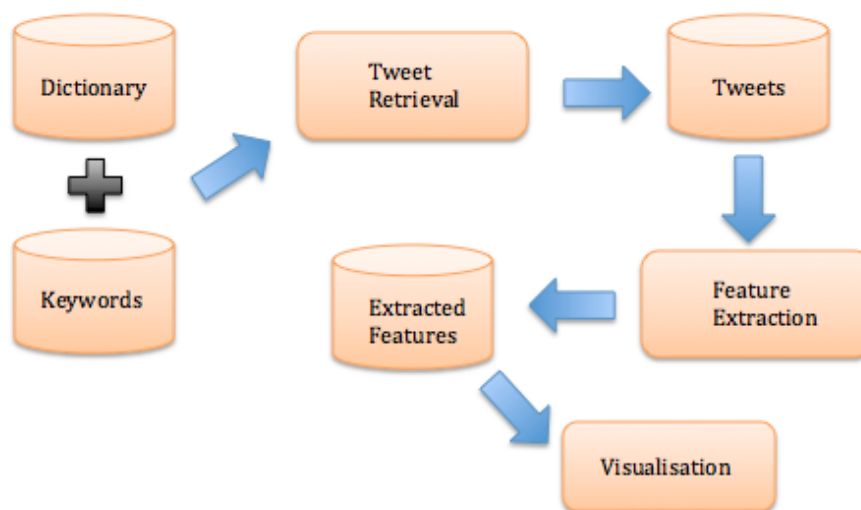 Dictionary
Tweet
Retrieval
Tweets
Keywords
Extracted
Features
Feature
Extraction
Visualisation